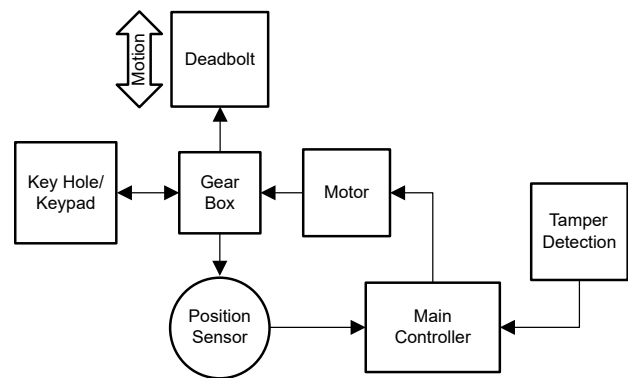 Motion
Deadbolt
Key Hole/
Keypad
Gear
Box
Motor
Tamper
Detection
Position
Sensor
Main
Controller